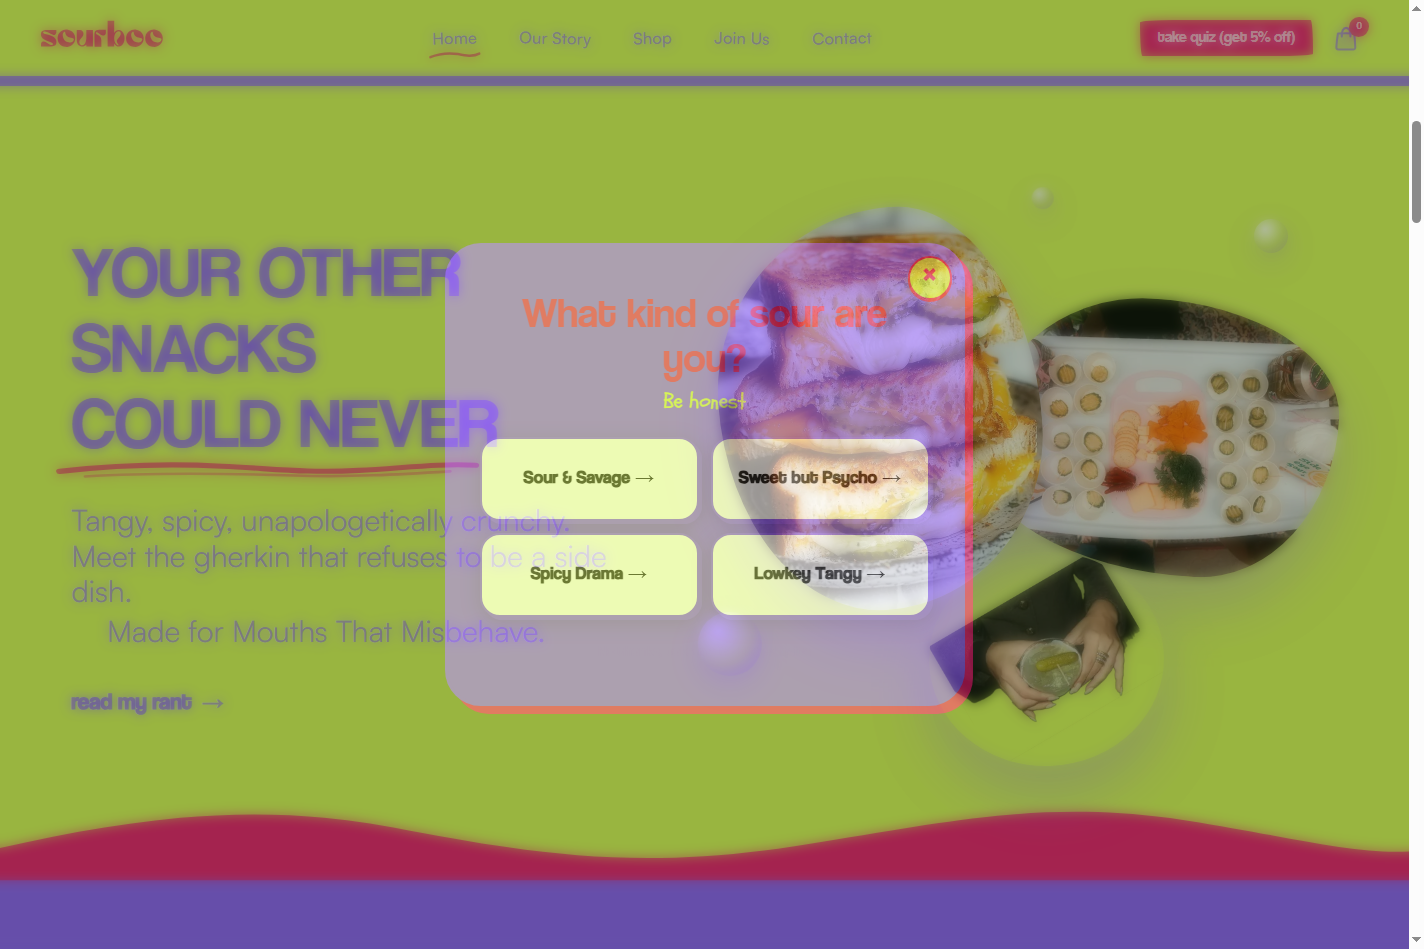 sourboo
Home
Our Story
Shop
Join Us
Contact
take quiz (get 5% off)
0
YOUR OTHER
SNACKS
COULD NEVER
Tangy, spicy, unapologetically crunchy.
Meet the gherkin that refuses to be a side
dish.
Made for Mouths That Misbehave.
read my rant →
What kind of sour are
you?
Be honest
Sour & Savage →
Sweet but Psycho →
Spicy Drama →
Lowkey Tangy →